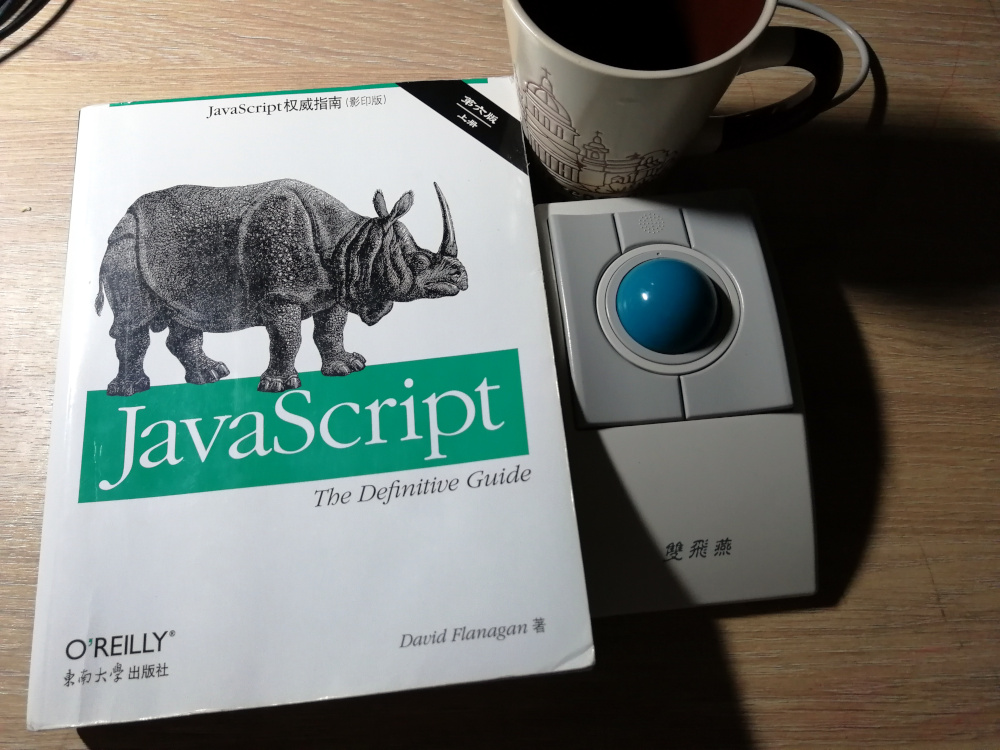 JavaScript权威指南(影印版)
第六版
上册
JavaScript
The Definitive Guide
David Flanagan 著
O'REILLY®
東南大學出版社
雙飛燕